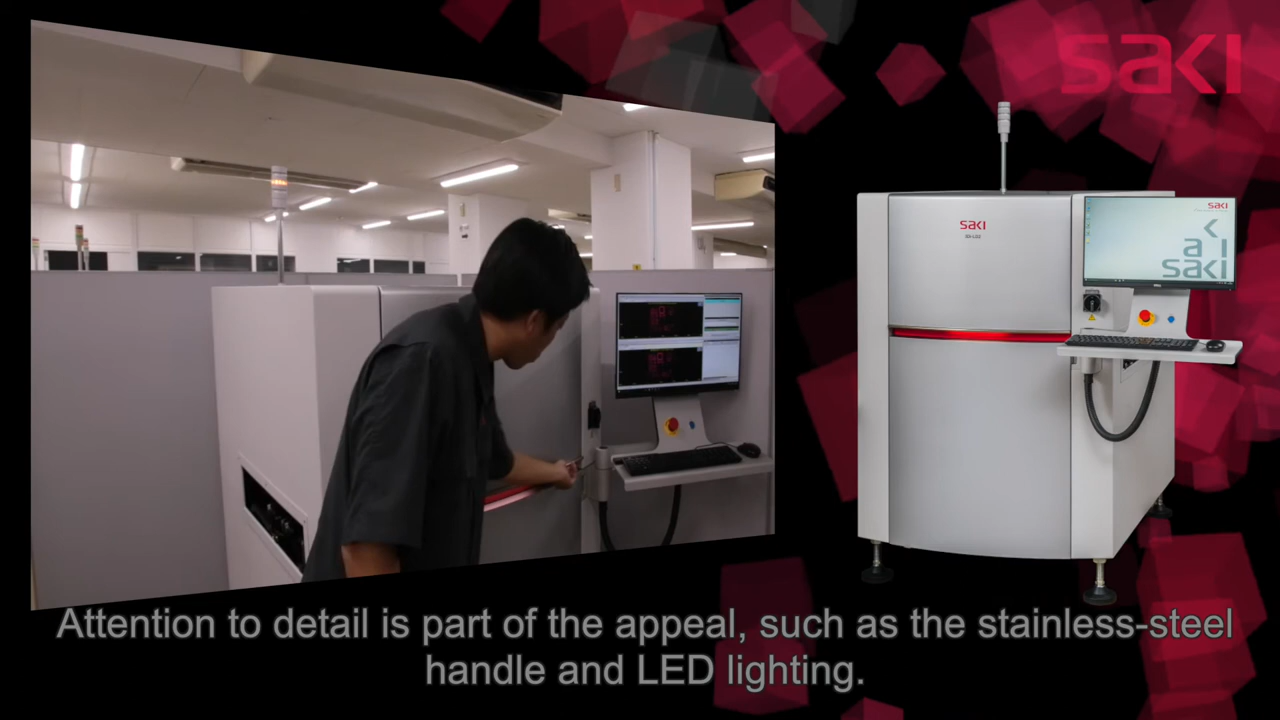 saki
saki
saki
a
saki
Attention to detail is part of the appeal, such as the stainless-steel
handle and LED lighting.